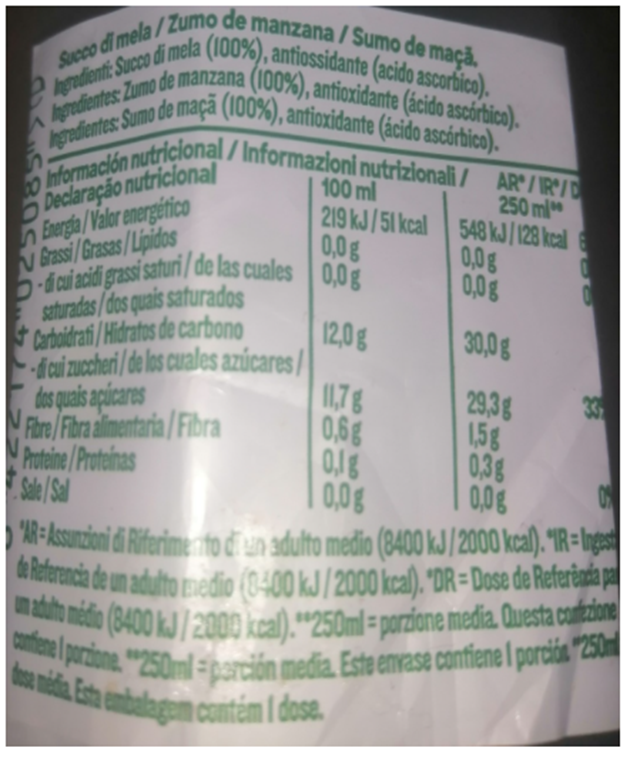 Succo di mela / Zumo de manzana / Sumo de maçã.
Ingredienti: Succo di mela (100%), antiossidante (acido ascorbico).
Ingredientes: Zumo de manzana (100%), antioxidante (ácido ascórbico).
Ingredientes: Sumo de maçã (100%), antioxidante (ácido ascórbico).
Información nutricional / Informazioni nutrizionali / AR* / IR* / D
Declaração nutricional 100 ml 250 ml**
Energia / Valor energético 219 kJ / 51 kcal 548 kJ / 128 kcal
Grassi / Grasas / Lípidos 0,0 g 0,0 g
- di cui acidi grassi saturi / de las cuales 0,0 g 0,0 g
saturadas / dos quais saturados
Carboidrati / Hidratos de carbono 12,0 g 30,0 g
- di cui zuccheri / de los cuales azúcares /
dos quais açúcares 11,7 g 29,3 g 33%
Fibre / Fibra alimentaria / Fibra 0,6 g 1,5 g
Proteine / Proteínas 0,1 g 0,3 g
Sale / Sal 0,0 g 0,0 g 0%
*AR = Assunzioni di Riferimento di un adulto medio (8400 kJ / 2000 kcal). *IR = Ingest
de Referencia de un adulto medio (8400 kJ / 2000 kcal). *DR = Dose de Referência pa
um adulto médio (8400 kJ / 2000 kcal). **250ml = porzione media. Questa confezione
contiene 1 porzione. **250ml = porción media. Este envase contiene 1 porción. **250ml
dose média. Esta embalagem contém 1 dose.